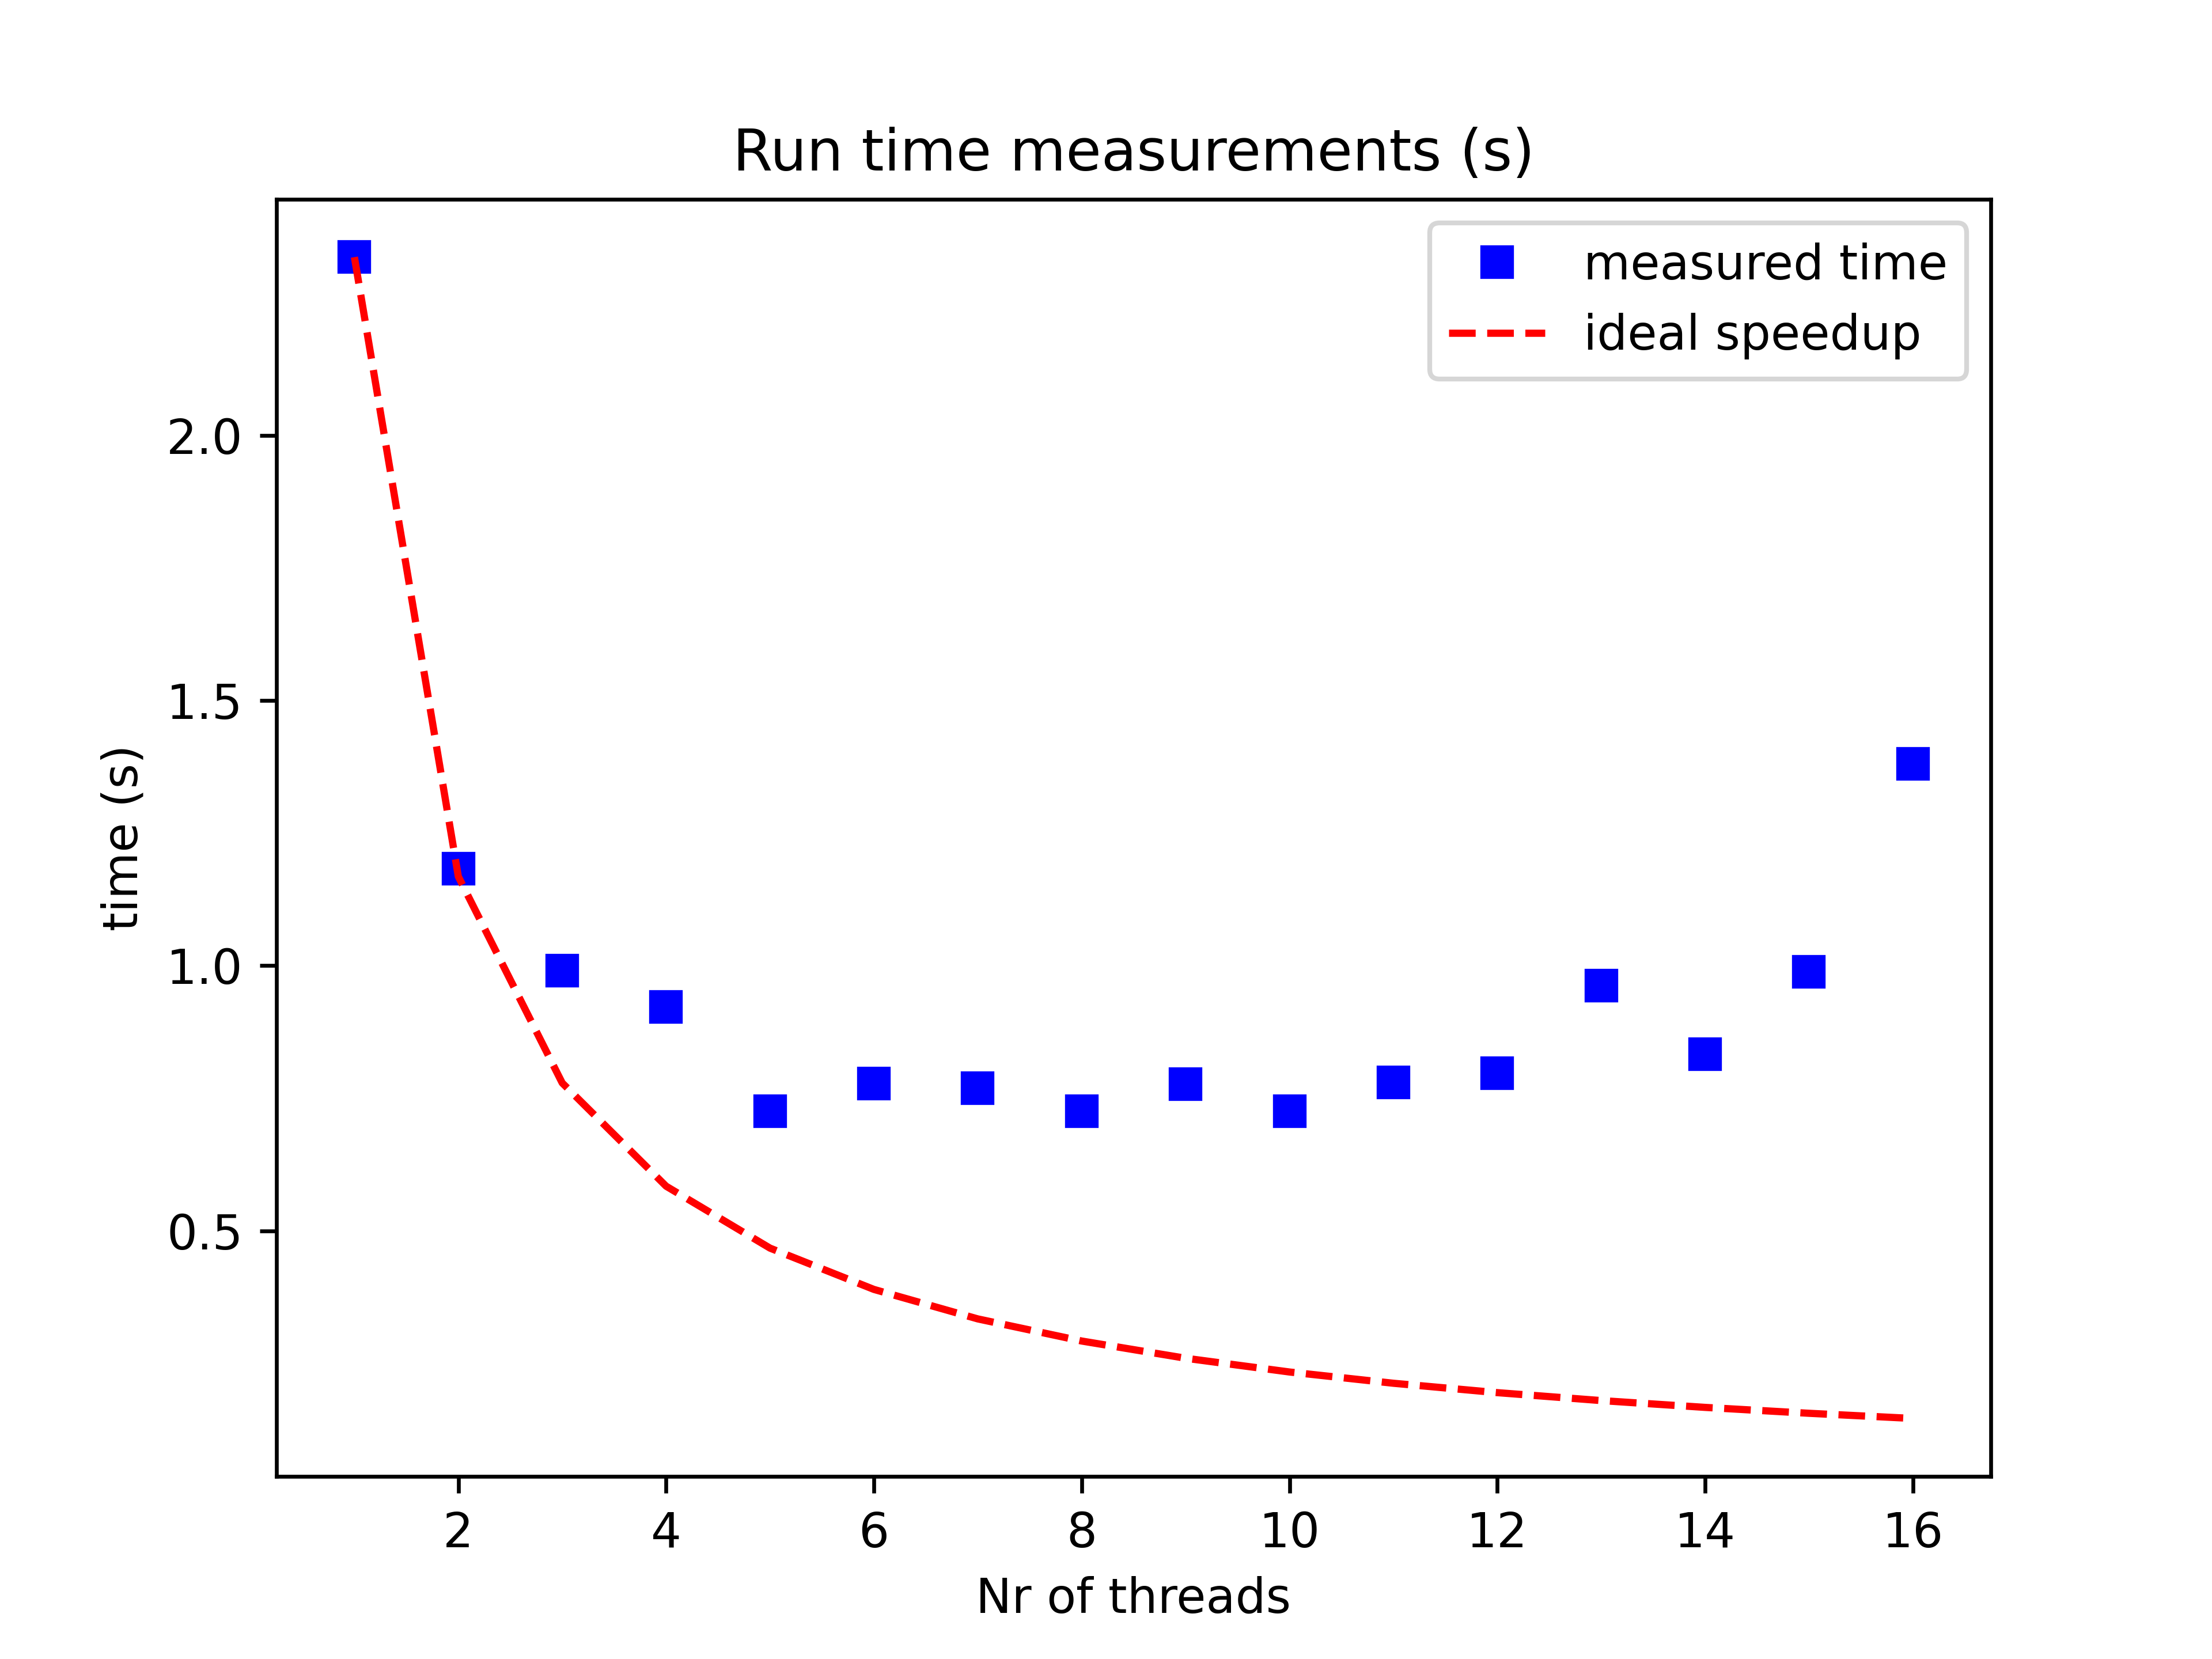 Run time measurements (s)
measured time
ideal speedup
2.0
1.5
1.0
0.5
time (s)
2 4 6 8 10 12 14 16
Nr of threads